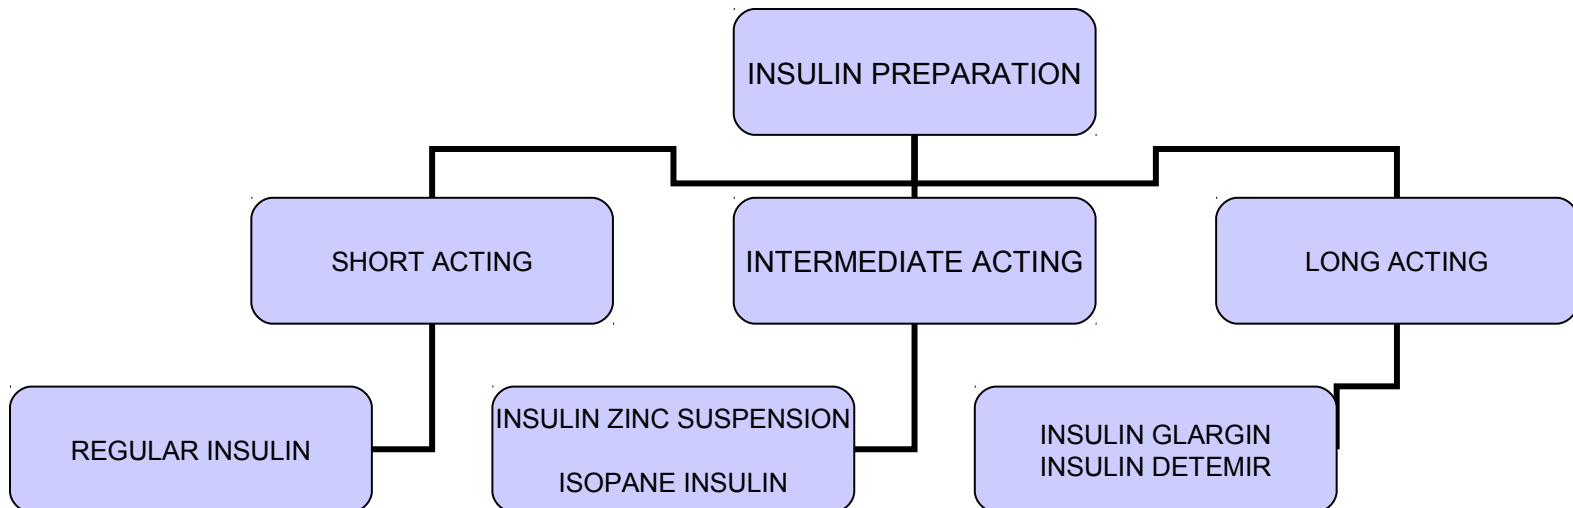 INSULIN PREPARATION
SHORT ACTING
INTERMEDIATE ACTING
LONG ACTING
REGULAR INSULIN
INSULIN ZINC SUSPENSION
ISOPANE INSULIN
INSULIN GLARGIN
INSULIN DETEMIR